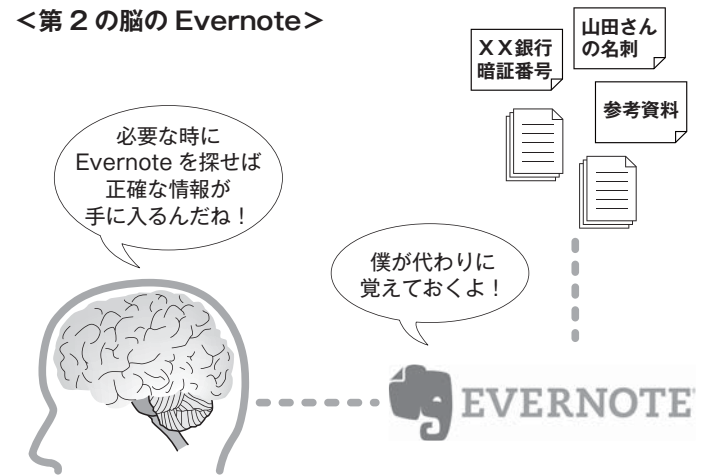 ＜第 2 の脳の Evernote＞
ＸＸ銀行
暗証番号
山田さん
の名刺
参考資料
必要な時に
Evernote を探せば
正確な情報が
手に入るんだね！
僕が代わりに
覚えておくよ！
EVERNOTE